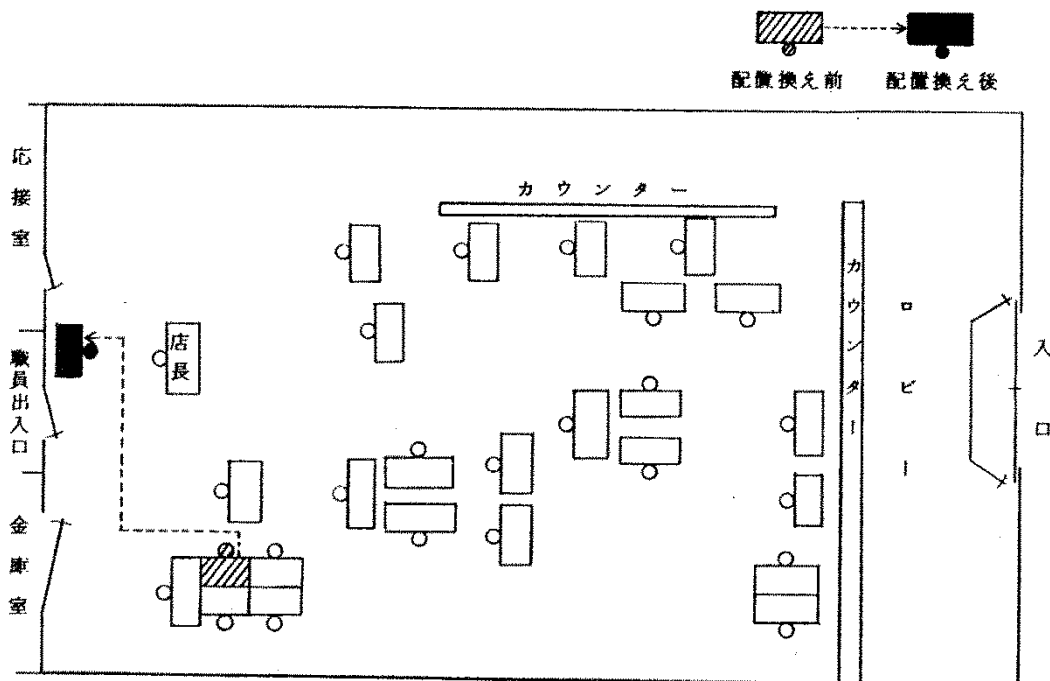 配置換え前
配置換え後
応接室
職員出入口
金庫室
店長
カウンター
カウンター
ロビー
入口